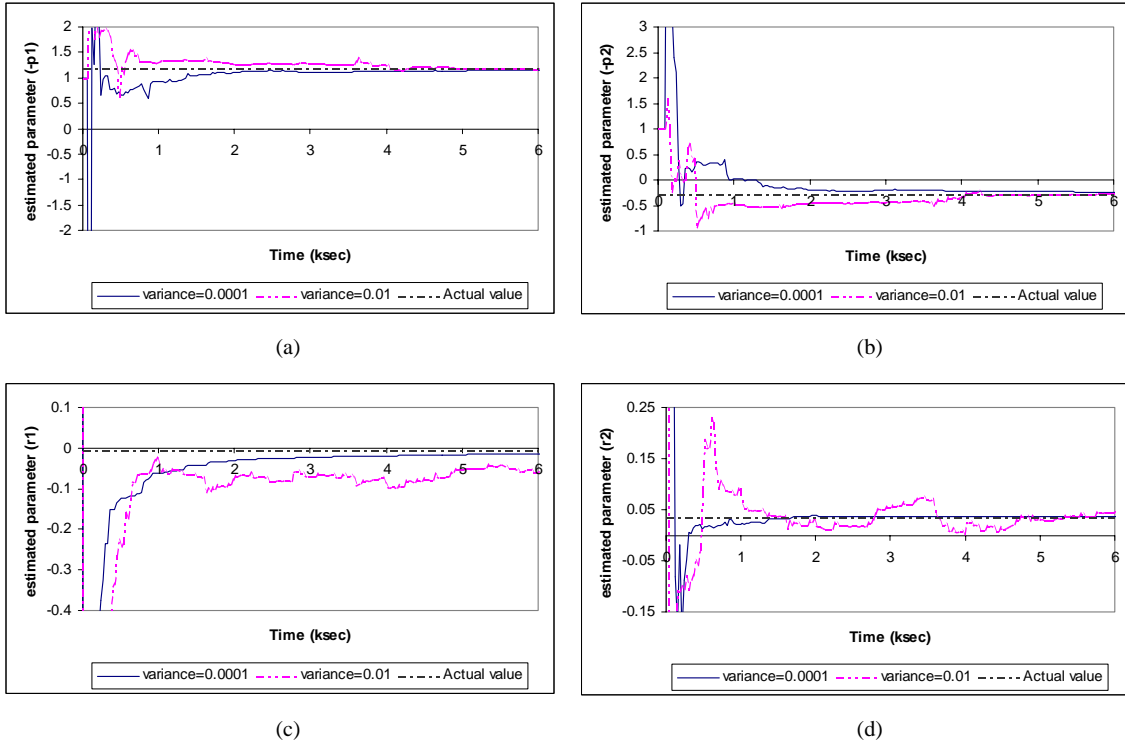 2
1.5
1
0.5
0
-0.5
-1
-1.5
-2
estimated parameter (-p1)
0 1 2 3 4 5 6
Time (ksec)
variance=0.0001 variance=0.01 Actual value
(a)
3
2.5
2
1.5
1
0.5
0
-0.5
-1
estimated parameter (-p2)
0 1 2 3 4 5 6
Time (ksec)
variance=0.0001 variance=0.01 Actual value
(b)
0.1
0
-0.1
-0.2
-0.3
-0.4
estimated parameter (r1)
0 1 2 3 4 5 6
Time (ksec)
variance=0.0001 variance=0.01 Actual value
(c)
0.25
0.15
0.05
-0.05
-0.15
estimated parameter (r2)
0 1 2 3 4 5 6
Time (ksec)
variance=0.0001 variance=0.01 Actual value
(d)